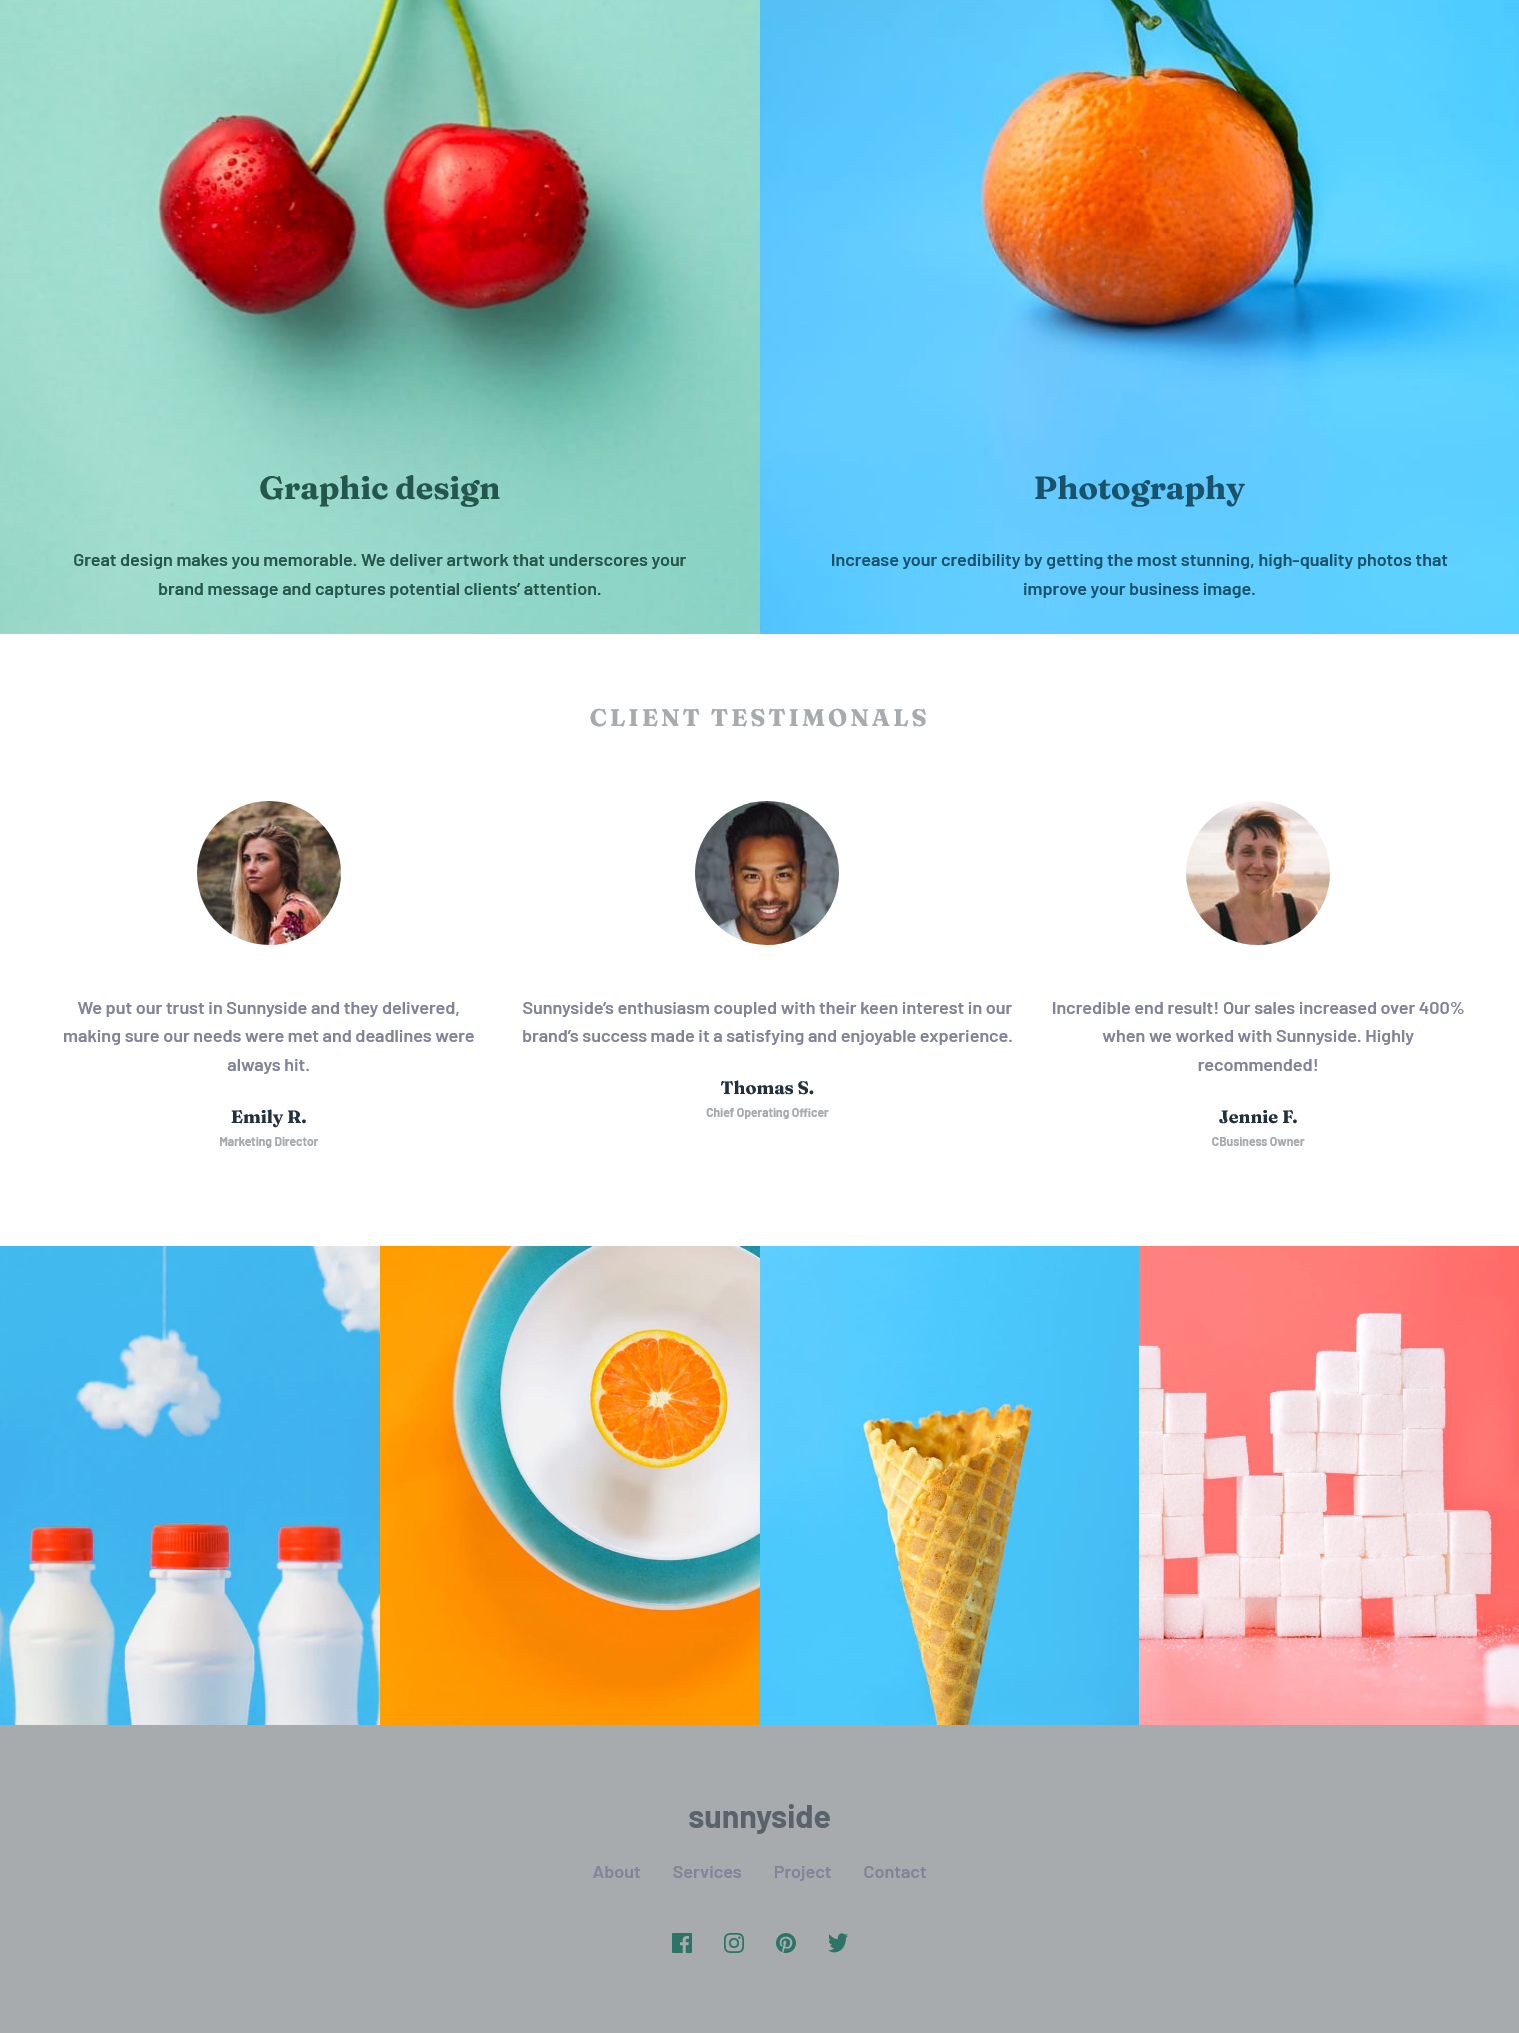 Graphic design
Great design makes you memorable. We deliver artwork that underscores your
brand message and captures potential clients’ attention.
Photography
Increase your credibility by getting the most stunning, high-quality photos that
improve your business image.
CLIENT TESTIMONALS
We put our trust in Sunnyside and they delivered,
making sure our needs were met and deadlines were
always hit.
Emily R.
Marketing Director
Sunnyside’s enthusiasm coupled with their keen interest in our
brand’s success made it a satisfying and enjoyable experience.
Thomas S.
Chief Operating Officer
Incredible end result! Our sales increased over 400%
when we worked with Sunnyside. Highly
recommended!
Jennie F.
CBusiness Owner
sunnyside
About Services Project Contact